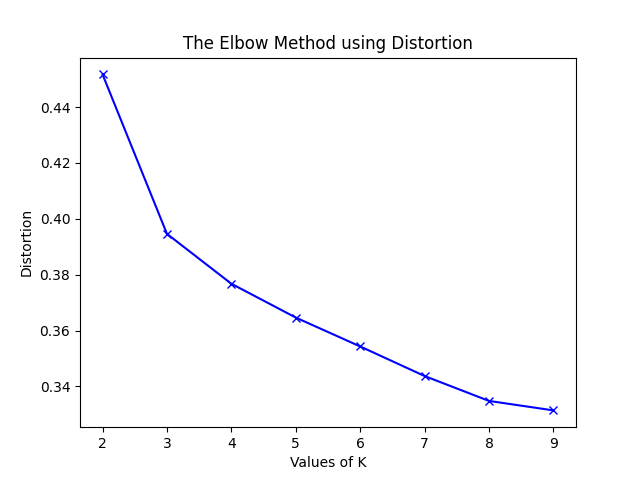 The Elbow Method using Distortion
0.44
0.42
0.40
0.38
0.36
0.34
Distortion
2 3 4 5 6 7 8 9
Values of K